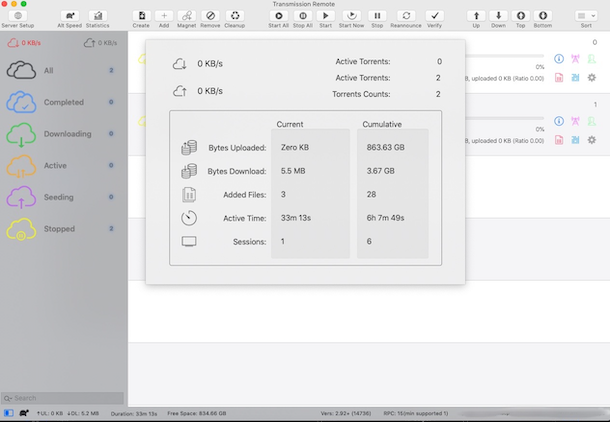 Transmission Remote
Server Setup Alt Speed Statistics Create Add Magnet Remove Cleanup Start All Stop All Start Start Now Stop Reannounce Verify Up Down Top Bottom Sort
0 KB/s 0 KB/s
All 2
Completed 2
Downloading 0
Active 0
Seeding 0
Stopped 2
Search
0 KB/s Active Torrents: 0
Active Torrents: 2
0 KB/s Torrents Counts: 2
Current Cumulative
Bytes Uploaded: Zero KB 863.63 GB
Bytes Download: 5.5 MB 3.67 GB
Added Files: 3 28
Active Time: 33m 13s 6h 7m 49s
Sessions: 1 6
0
0%
B, uploaded 0 KB (Ratio 0.00)
1
0%
, uploaded 0 KB (Ratio 0.00)
↑UL: 0 KB ↓DL: 5.2 MB Duration: 33m 13s Free Space: 834.66 GB Vers: 2.92+ (14736) RPC: 15(min supported 1)